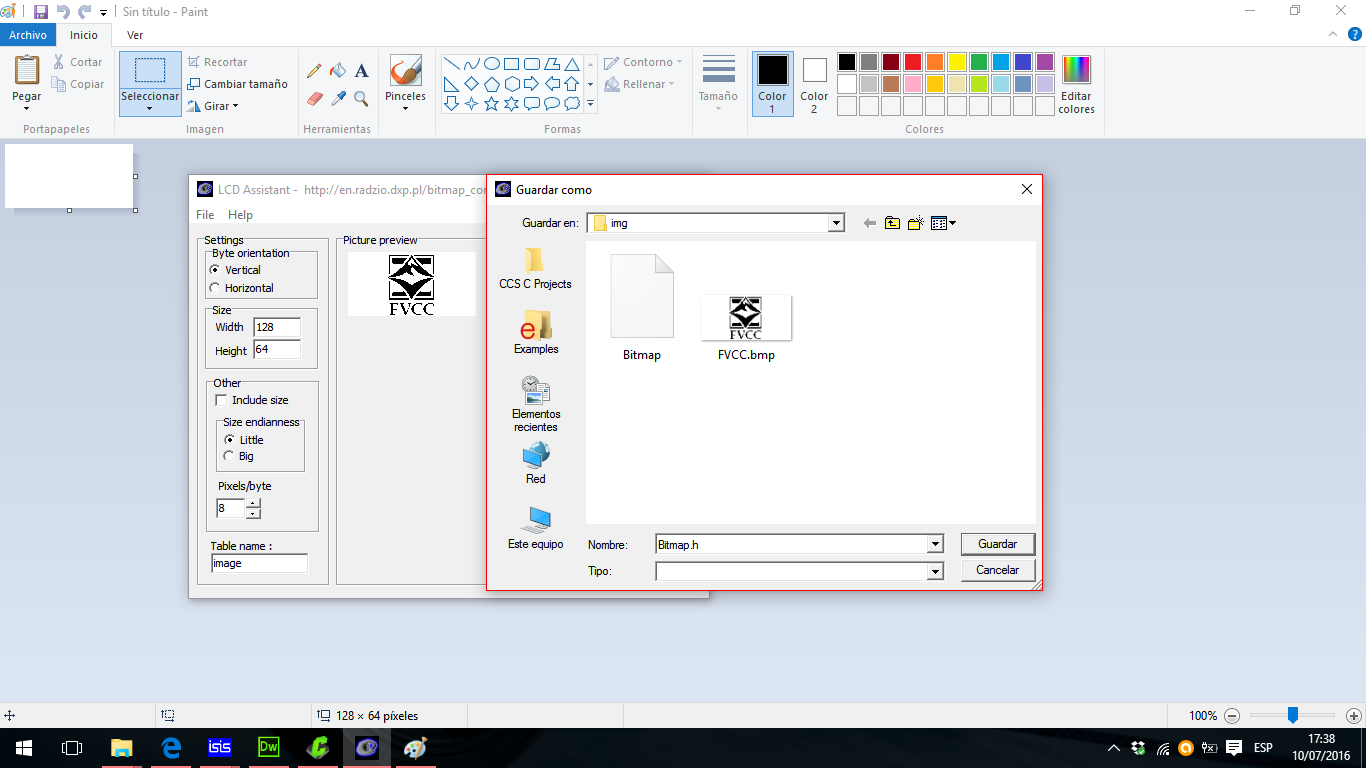 Sin título - Paint
Archivo Inicio Ver
Pegar
Cortar
Copiar
Portapapeles
Seleccionar
Recortar
Cambiar tamaño
Girar
Imagen
A
Herramientas
Pinceles
Contorno
Rellenar
Formas
Tamaño
Color 1
Color 2
Editar colores
Colores
LCD Assistant - http://en.radzio.dxp.pl/bitmap_con
File Help
Settings
Byte orientation
Vertical
Horizontal
Size
Width 128
Height 64
Other
Include size
Size endianness
Little
Big
Pixels/byte
8
Table name :
image
Picture preview
FVCC
Guardar como
Guardar en: img
CCS C Projects
Examples
Elementos
recientes
Red
Este equipo
Bitmap
FVCC
FVCC.bmp
Nombre: Bitmap.h
Guardar
Tipo:
Cancelar
128 × 64 píxeles
100%
isis
Dw
ESP
17:38
10/07/2016